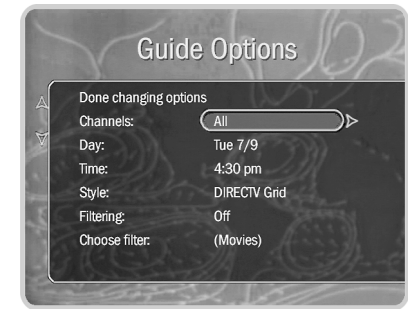 Guide Options
Done changing options
Channels: All
Day: Tue 7/9
Time: 4:30 pm
Style: DIRECTV Grid
Filtering: Off
Choose filter: (Movies)